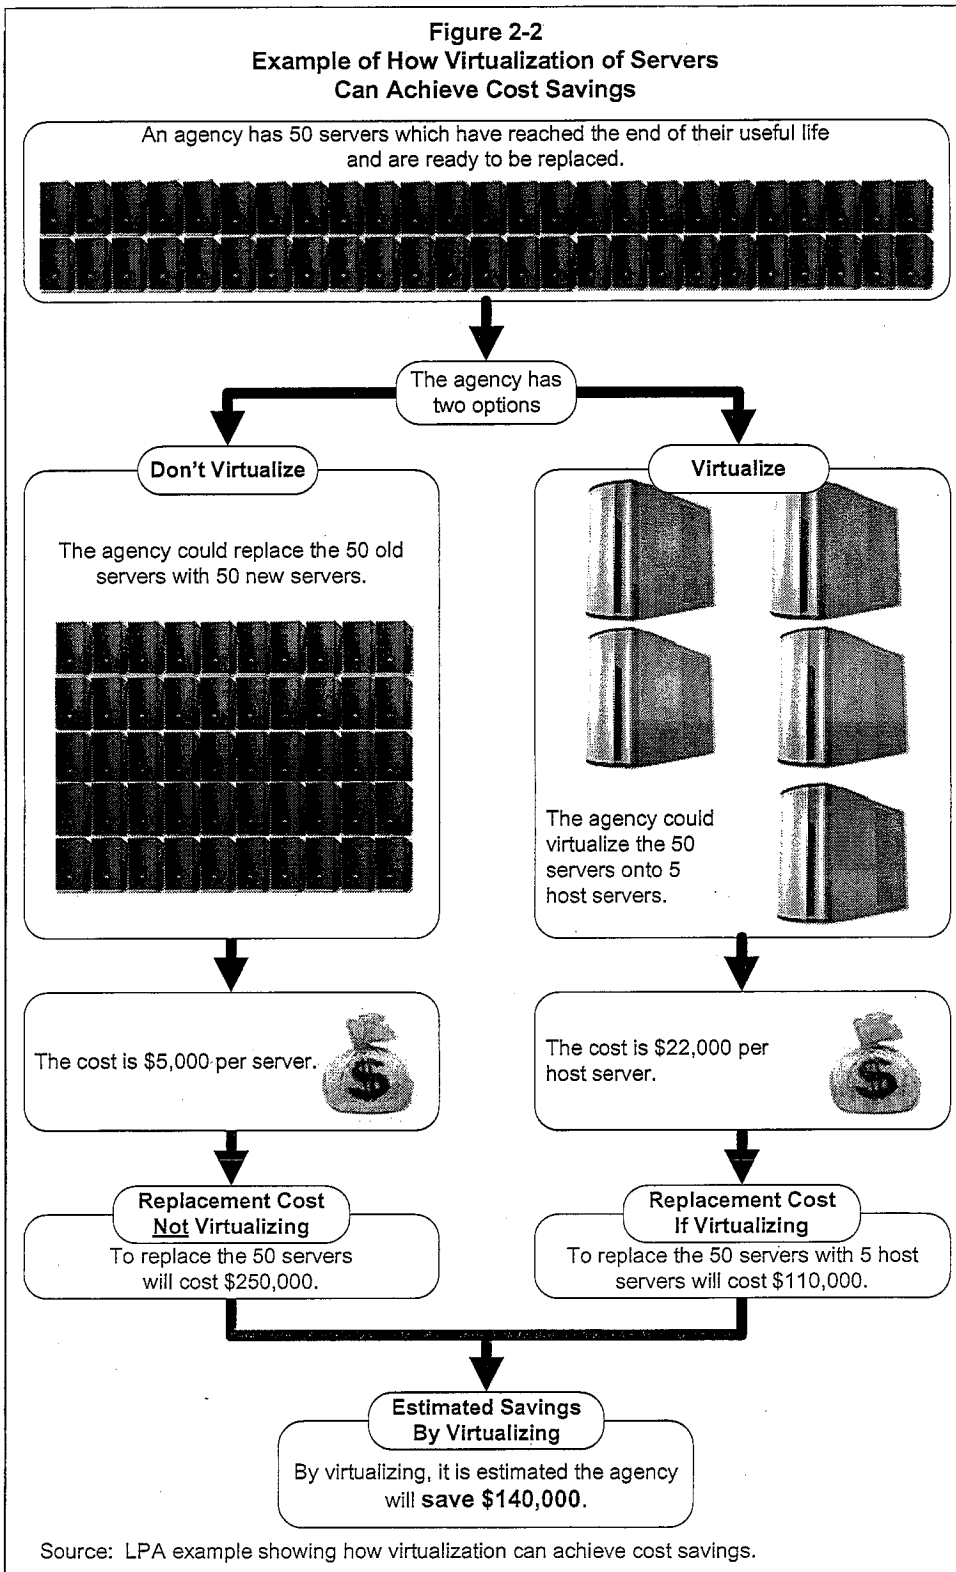 Figure 2-2
Example of How Virtualization of Servers
Can Achieve Cost Savings
An agency has 50 servers which have reached the end of their useful life
and are ready to be replaced.
The agency has
two options
Don't Virtualize
The agency could replace the 50 old
servers with 50 new servers.
Virtualize
The agency could
virtualize the 50
servers onto 5
host servers.
The cost is $5,000 per server.
$
The cost is $22,000 per
host server.
$
Replacement Cost
Not Virtualizing
To replace the 50 servers
will cost $250,000.
Replacement Cost
If Virtualizing
To replace the 50 servers with 5 host
servers will cost $110,000.
Estimated Savings
By Virtualizing
By virtualizing, it is estimated the agency
will save $140,000.
Source: LPA example showing how virtualization can achieve cost savings.